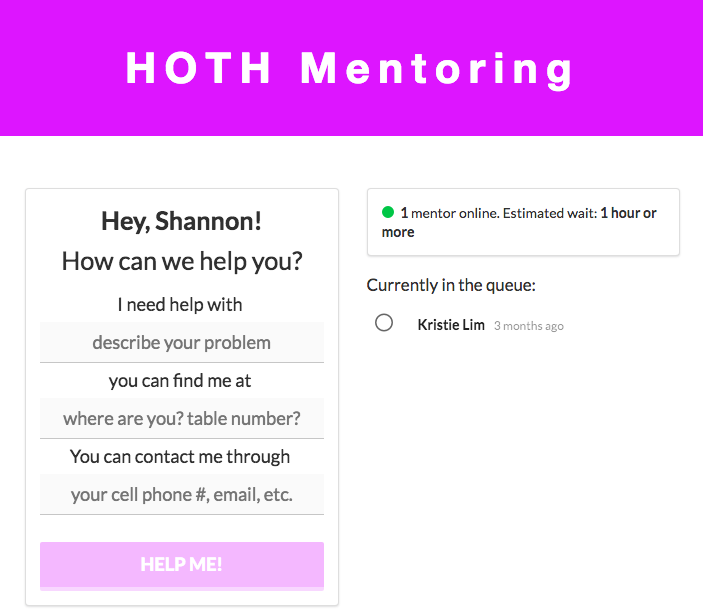 HOTH Mentoring
Hey, Shannon!
How can we help you?
I need help with
describe your problem
you can find me at
where are you? table number?
You can contact me through
your cell phone #, email, etc.
HELP ME!
1 mentor online. Estimated wait: 1 hour or
more
Currently in the queue:
Kristie Lim 3 months ago